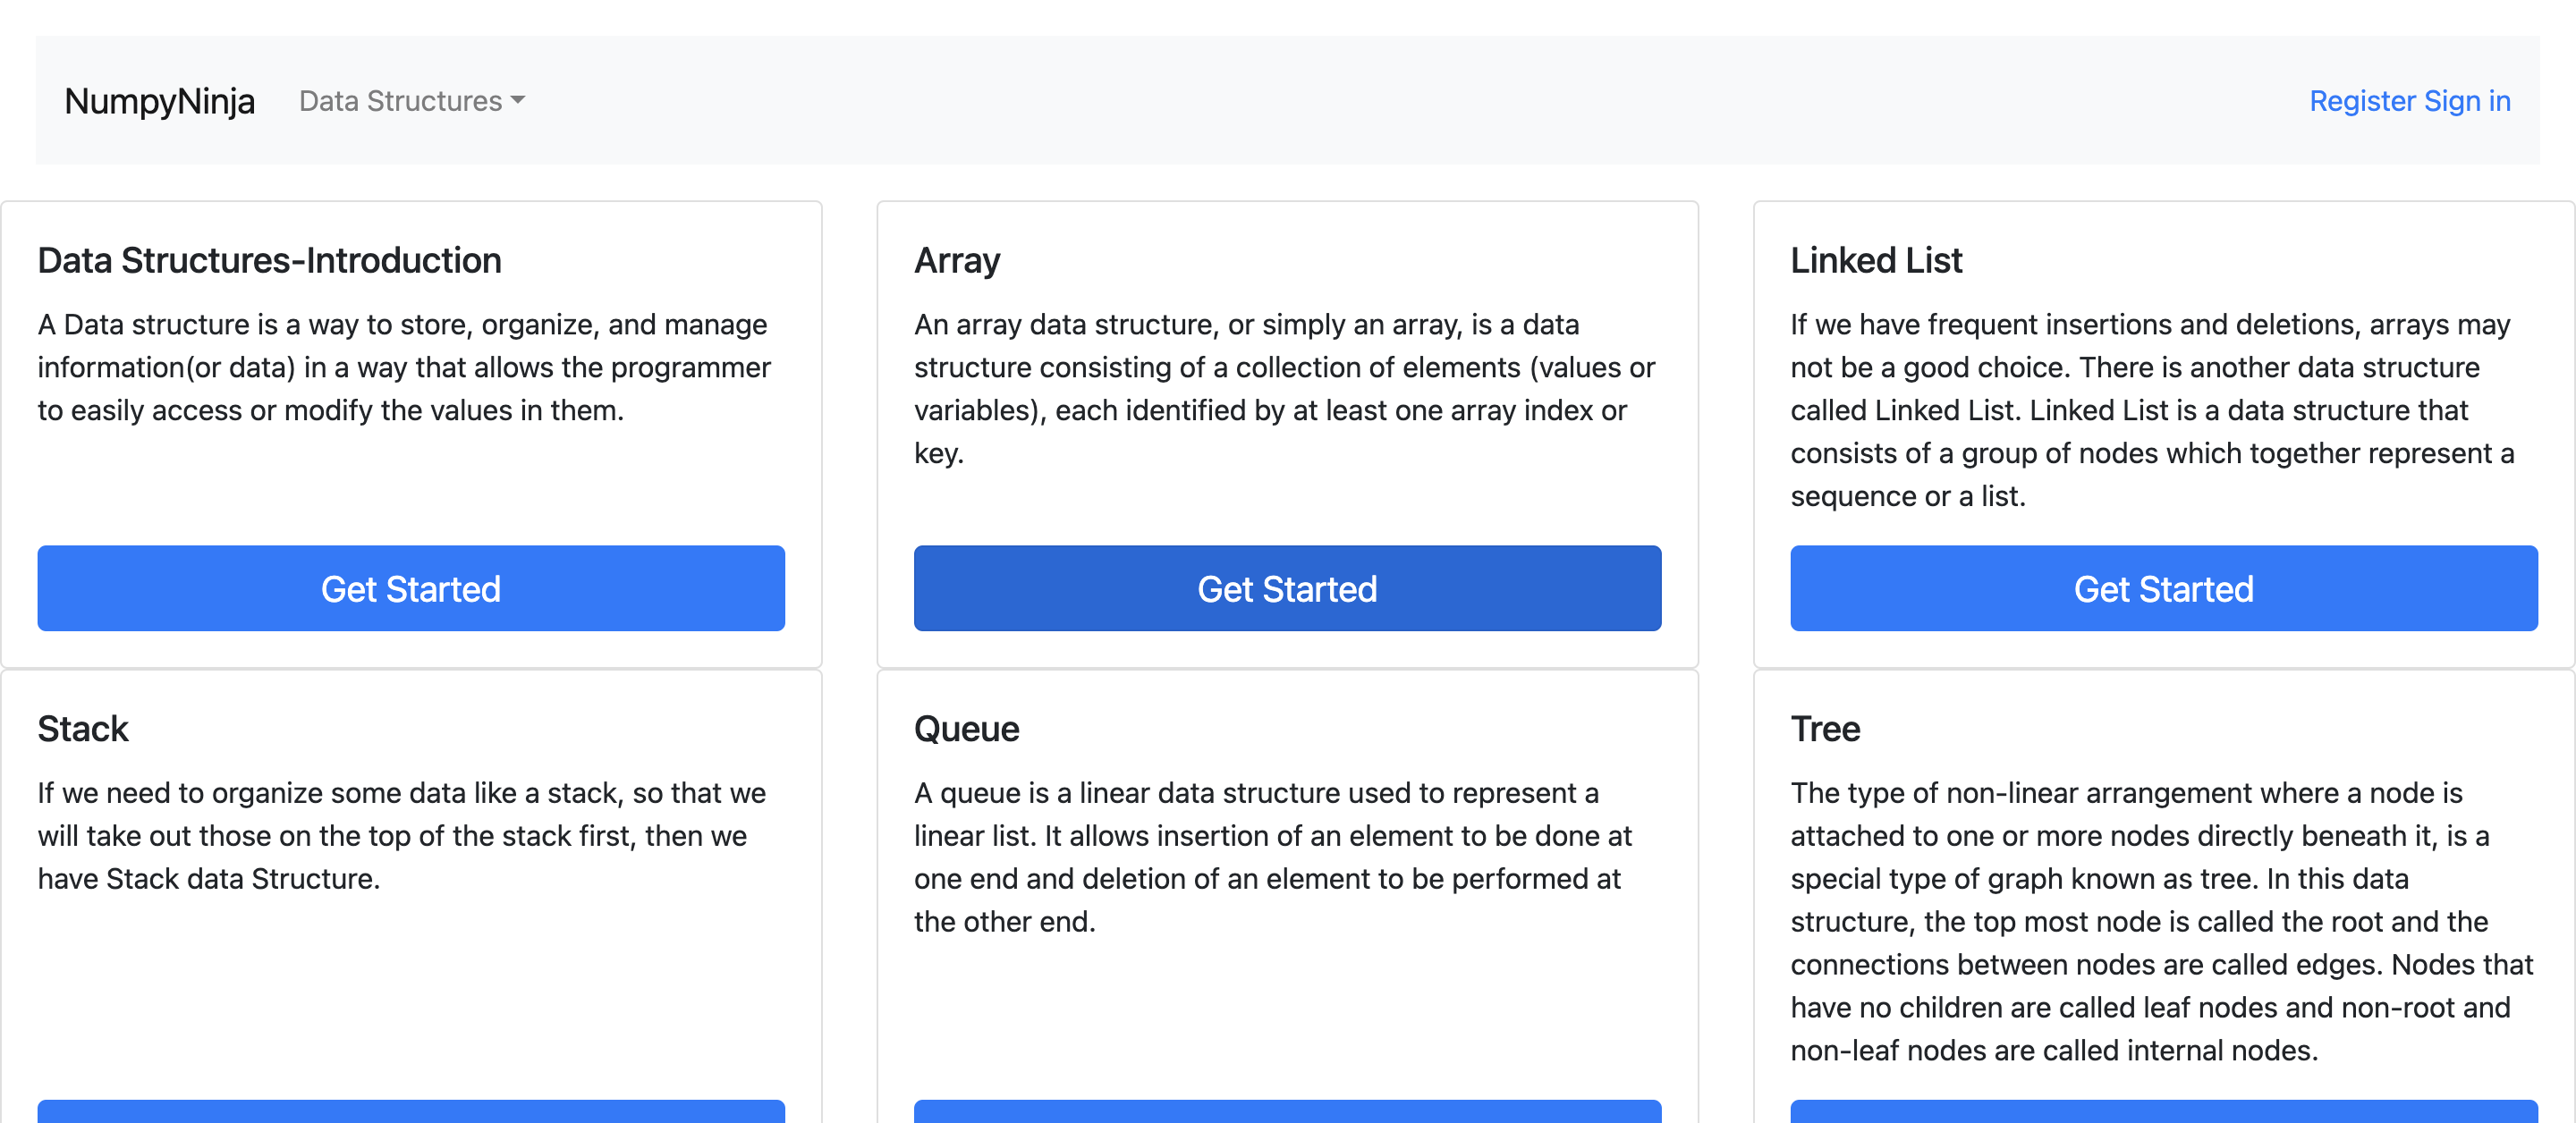 NumpyNinja
Data Structures
Register Sign in
Data Structures-Introduction
A Data structure is a way to store, organize, and manage
information(or data) in a way that allows the programmer
to easily access or modify the values in them.
Get Started
Array
An array data structure, or simply an array, is a data
structure consisting of a collection of elements (values or
variables), each identified by at least one array index or
key.
Get Started
Linked List
If we have frequent insertions and deletions, arrays may
not be a good choice. There is another data structure
called Linked List. Linked List is a data structure that
consists of a group of nodes which together represent a
sequence or a list.
Get Started
Stack
If we need to organize some data like a stack, so that we
will take out those on the top of the stack first, then we
have Stack data Structure.
Queue
A queue is a linear data structure used to represent a
linear list. It allows insertion of an element to be done at
one end and deletion of an element to be performed at
the other end.
Tree
The type of non-linear arrangement where a node is
attached to one or more nodes directly beneath it, is a
special type of graph known as tree. In this data
structure, the top most node is called the root and the
connections between nodes are called edges. Nodes that
have no children are called leaf nodes and non-root and
non-leaf nodes are called internal nodes.